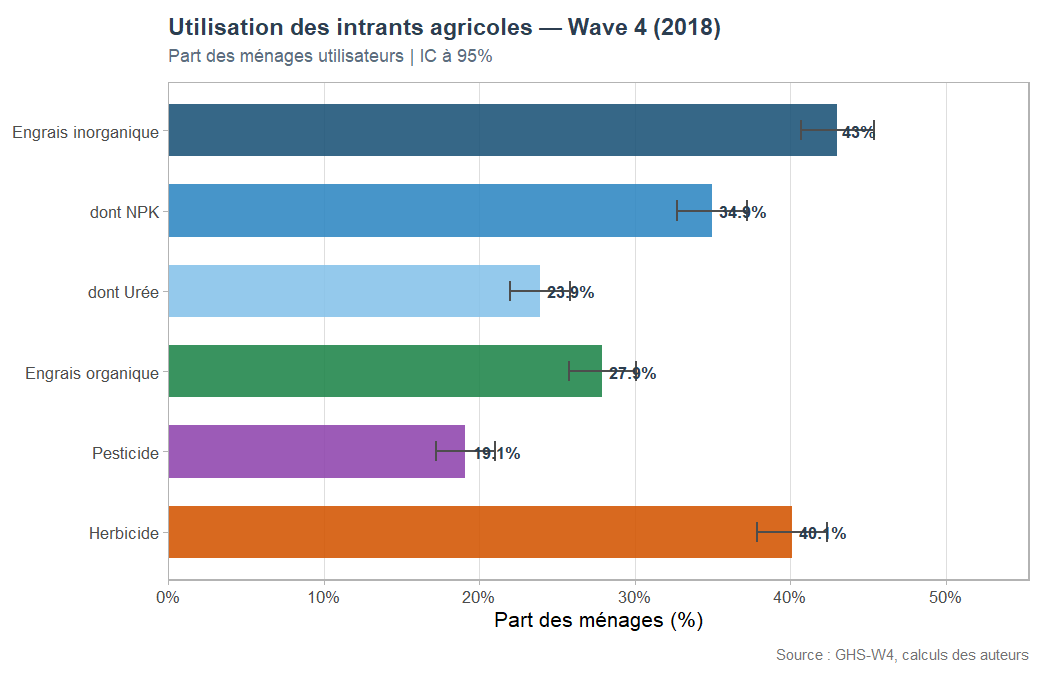 Utilisation des intrants agricoles — Wave 4 (2018)
Part des ménages utilisateurs | IC à 95%
Engrais inorganique
43%
dont NPK
34.9%
dont Urée
23.9%
Engrais organique
27.9%
Pesticide
19.1%
Herbicide
40.1%
0% 10% 20% 30% 40% 50%
Part des ménages (%)
Source : GHS-W4, calculs des auteurs